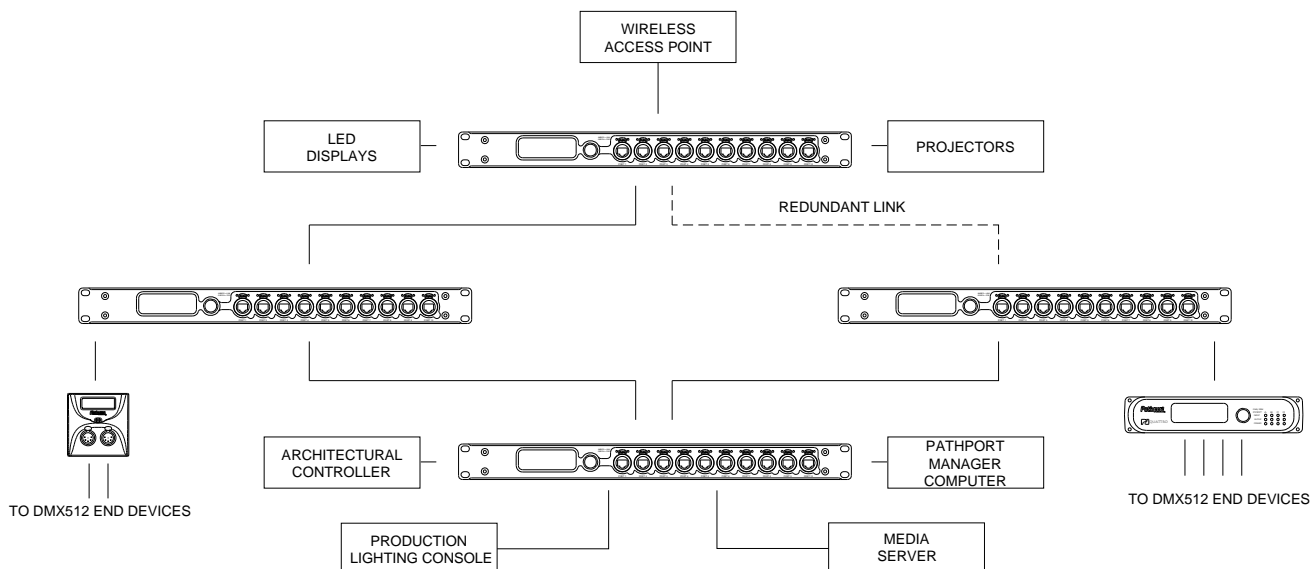 WIRELESS
ACCESS POINT
LED
DISPLAYS
PROJECTORS
REDUNDANT LINK
ARCHITECTURAL
CONTROLLER
PATHPORT
MANAGER
COMPUTER
TO DMX512 END DEVICES
TO DMX512 END DEVICES
PRODUCTION
LIGHTING CONSOLE
MEDIA
SERVER